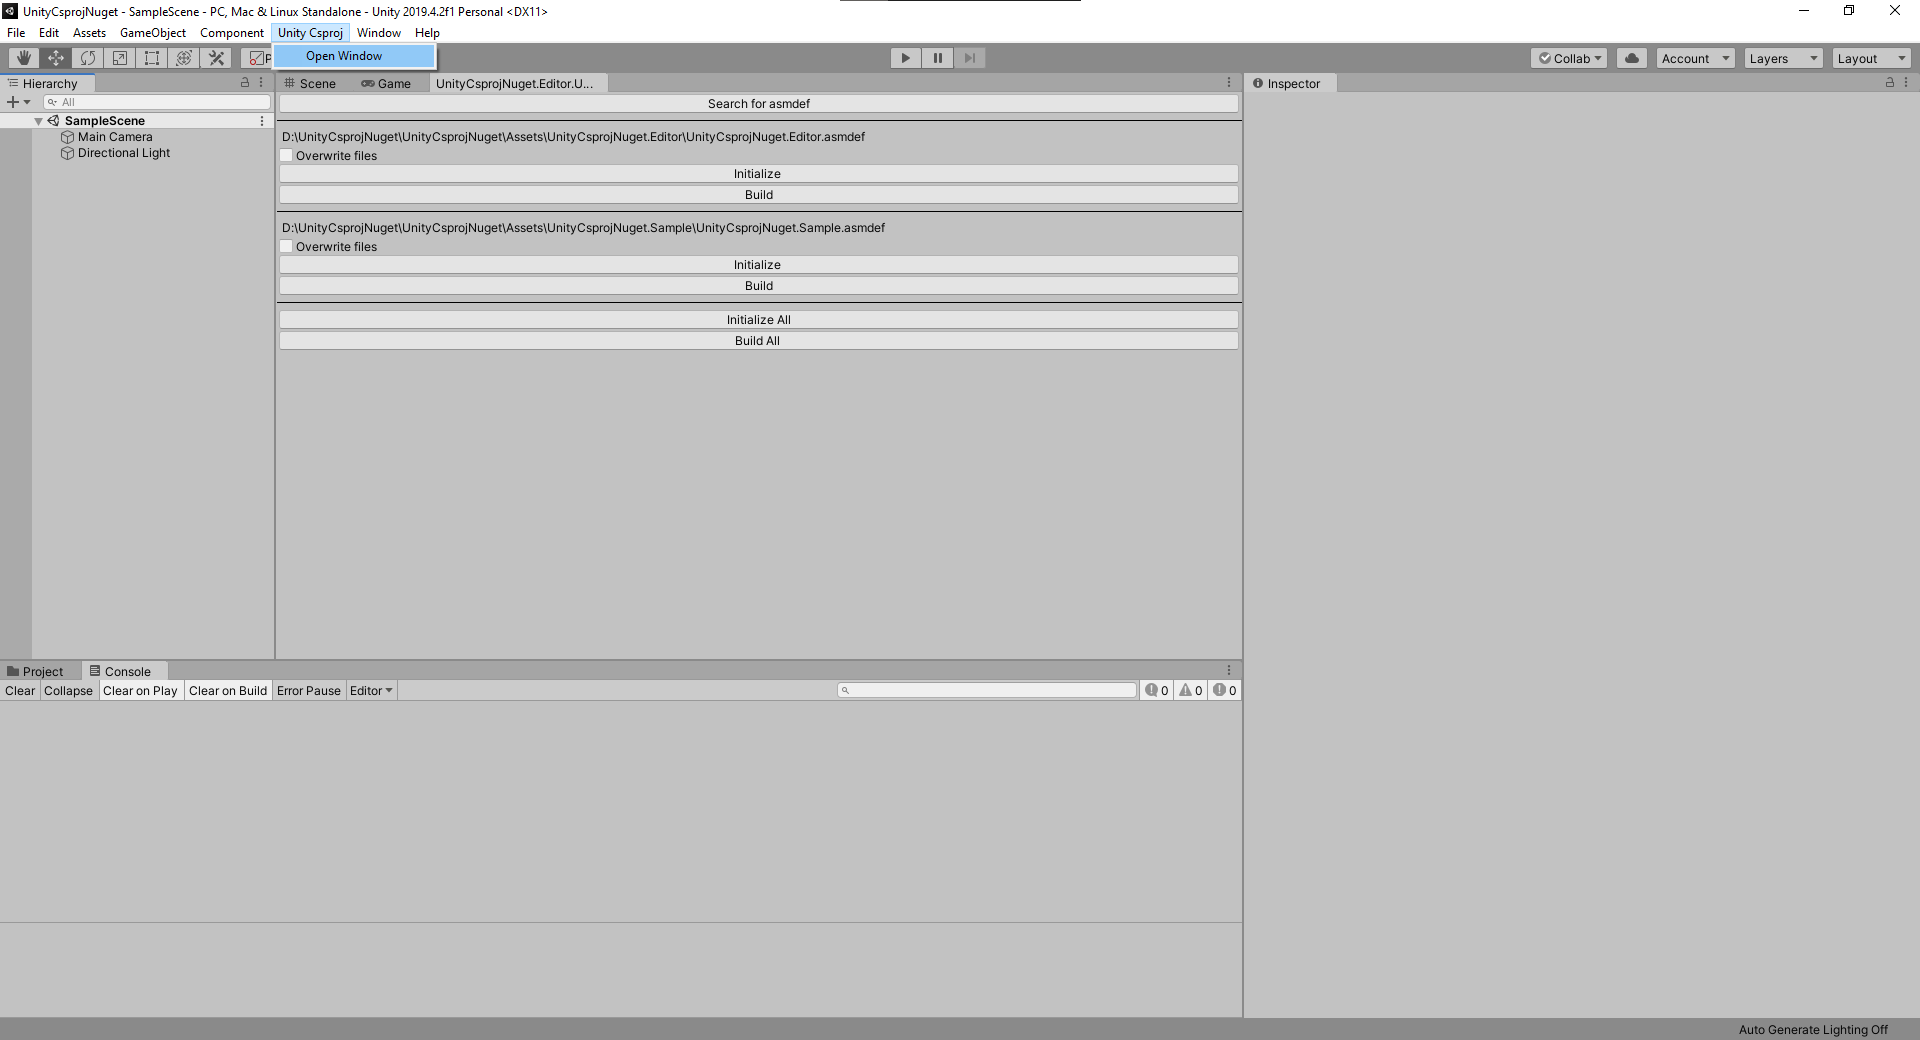 UnityCsprojNuget - SampleScene - PC, Mac & Linux Standalone - Unity 2019.4.2f1 Personal <DX11>
File Edit Assets GameObject Component Unity Csproj Window Help
Open Window
Collab Account Layers Layout
Hierarchy
All
SampleScene
Main Camera
Directional Light
Scene Game UnityCsprojNuget.Editor.U...
Search for asmdef
D:\UnityCsprojNuget\UnityCsprojNuget\Assets\UnityCsprojNuget.Editor\UnityCsprojNuget.Editor.asmdef
Overwrite files
Initialize
Build
D:\UnityCsprojNuget\UnityCsprojNuget\Assets\UnityCsprojNuget.Sample\UnityCsprojNuget.Sample.asmdef
Overwrite files
Initialize
Build
Initialize All
Build All
Inspector
Project Console
Clear Collapse Clear on Play Clear on Build Error Pause Editor 0 0 0
Auto Generate Lighting Off